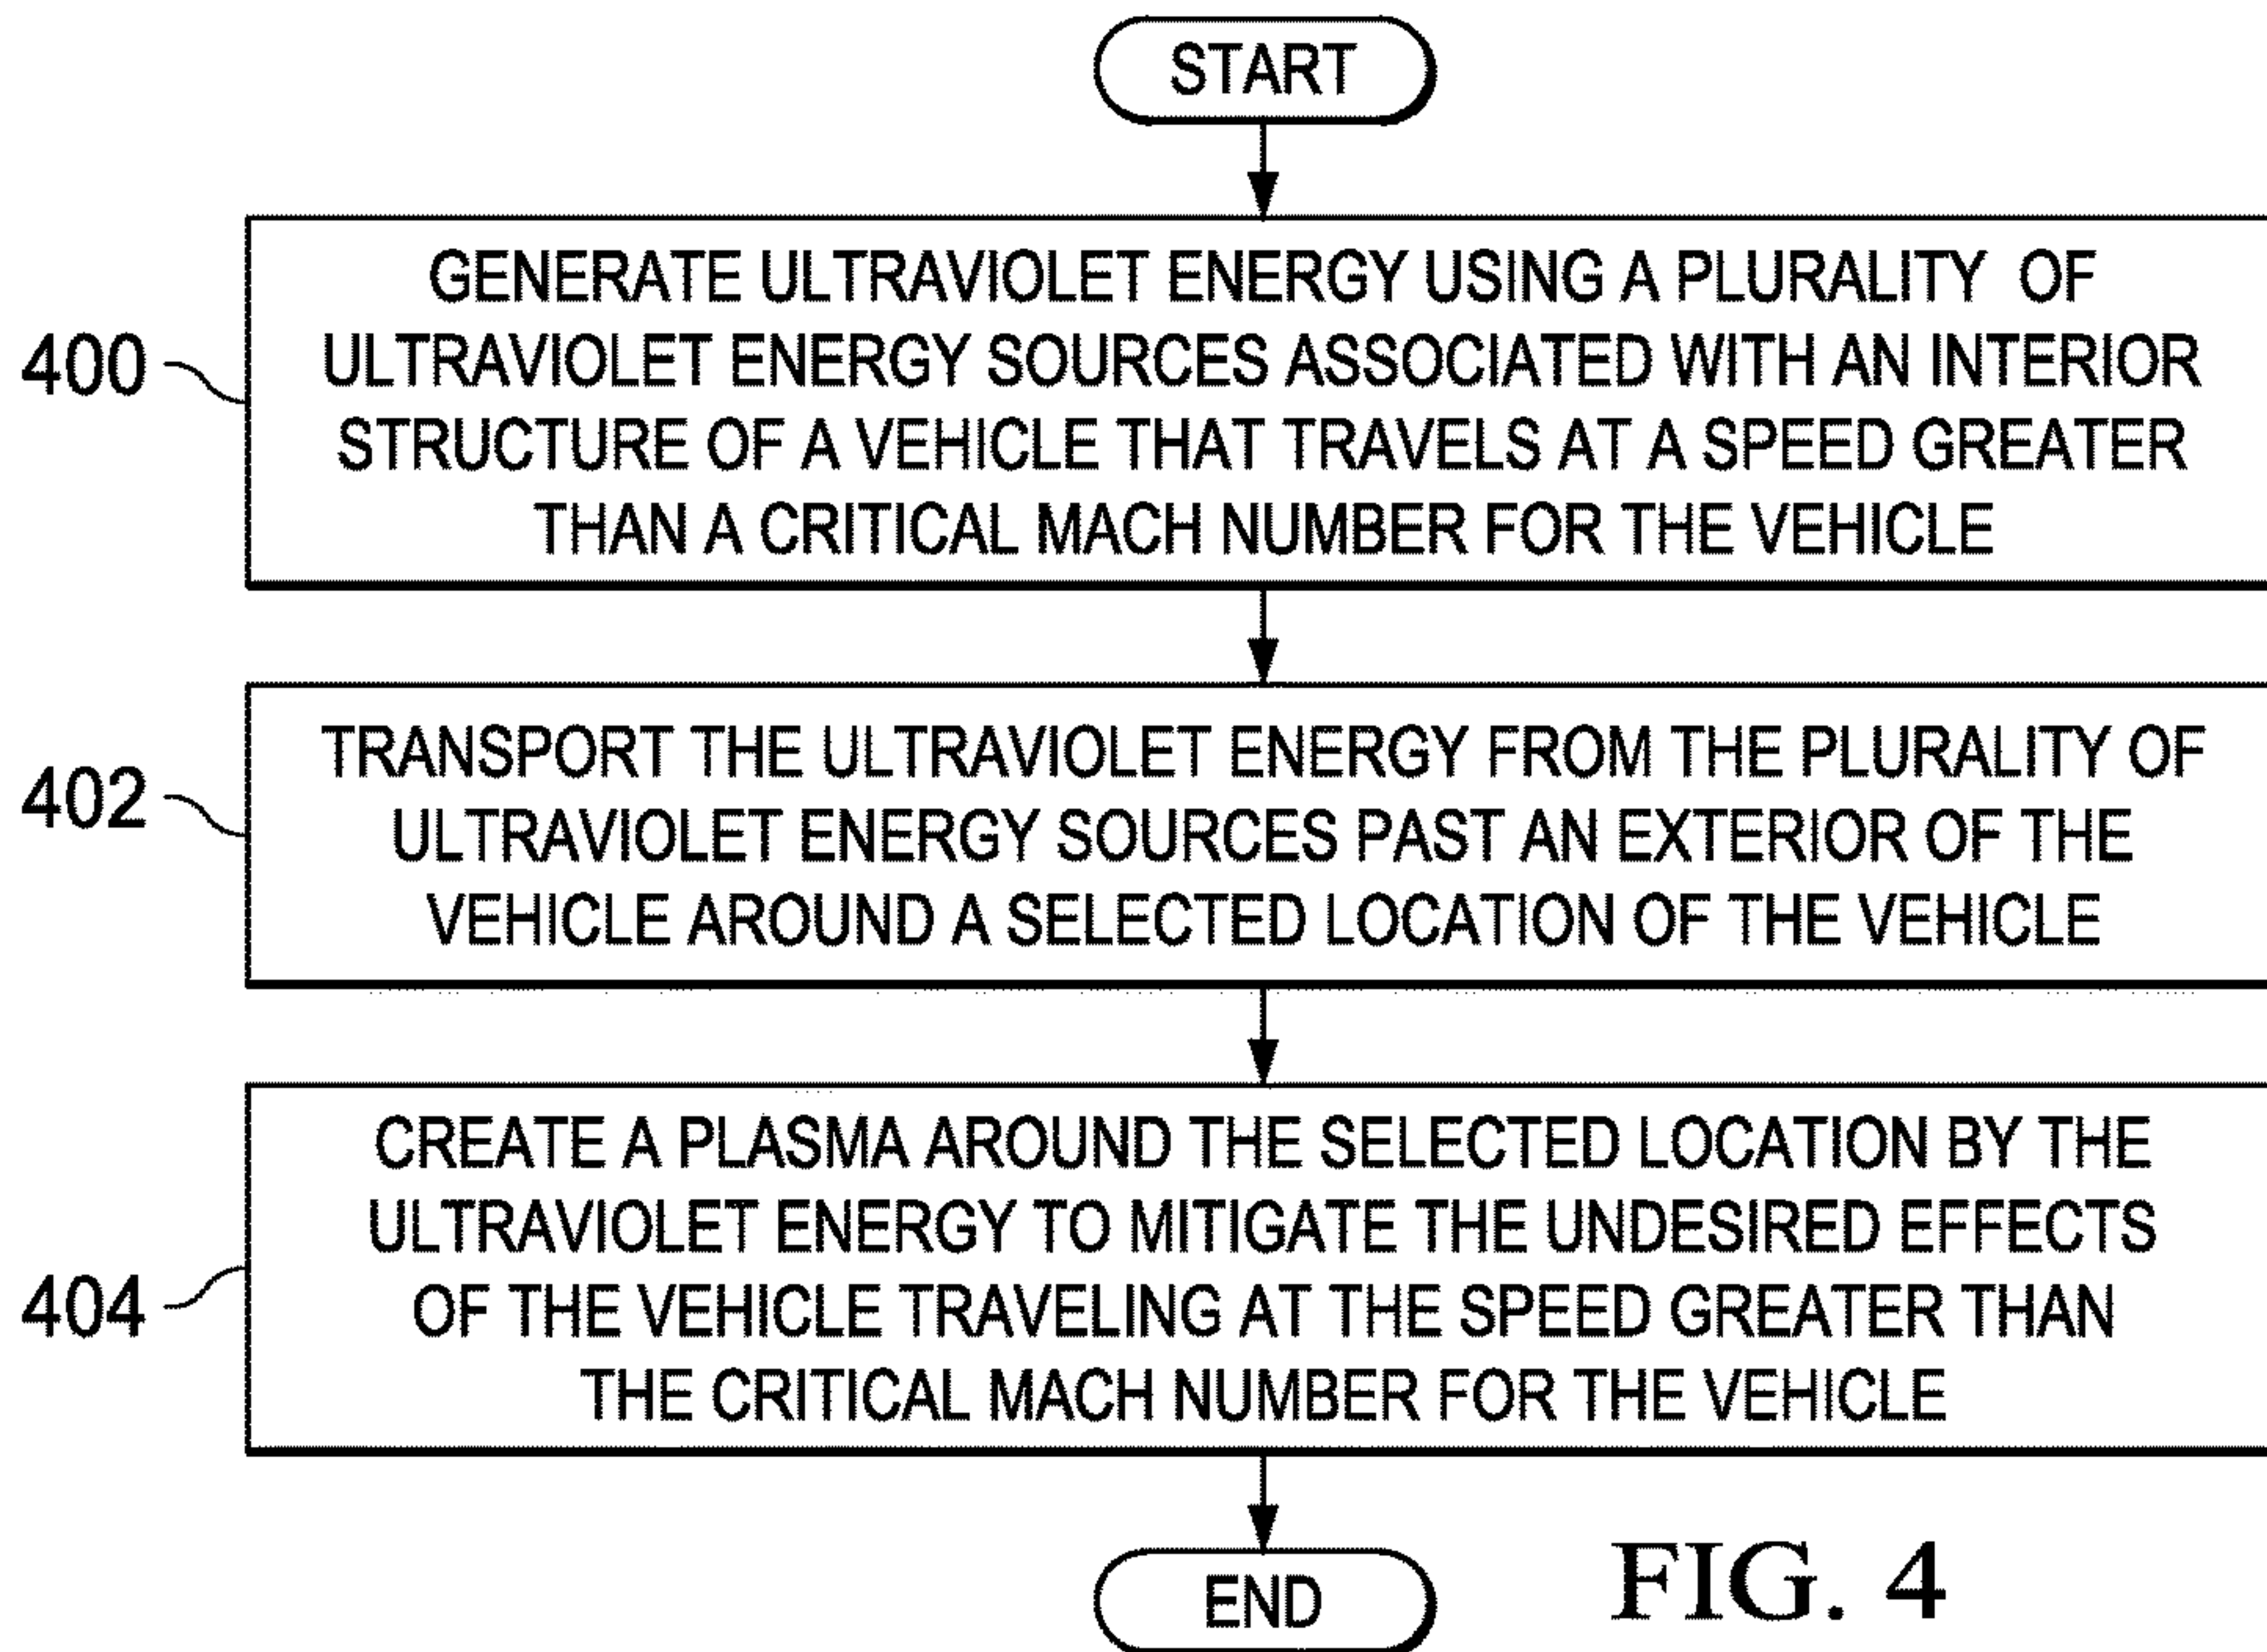 START
400
GENERATE ULTRAVIOLET ENERGY USING A PLURALITY OF
ULTRAVIOLET ENERGY SOURCES ASSOCIATED WITH AN INTERIOR
STRUCTURE OF A VEHICLE THAT TRAVELS AT A SPEED GREATER
THAN A CRITICAL MACH NUMBER FOR THE VEHICLE
402
TRANSPORT THE ULTRAVIOLET ENERGY FROM THE PLURALITY OF
ULTRAVIOLET ENERGY SOURCES PAST AN EXTERIOR OF THE
VEHICLE AROUND A SELECTED LOCATION OF THE VEHICLE
404
CREATE A PLASMA AROUND THE SELECTED LOCATION BY THE
ULTRAVIOLET ENERGY TO MITIGATE THE UNDESIRED EFFECTS
OF THE VEHICLE TRAVELING AT THE SPEED GREATER THAN
THE CRITICAL MACH NUMBER FOR THE VEHICLE
END
FIG. 4